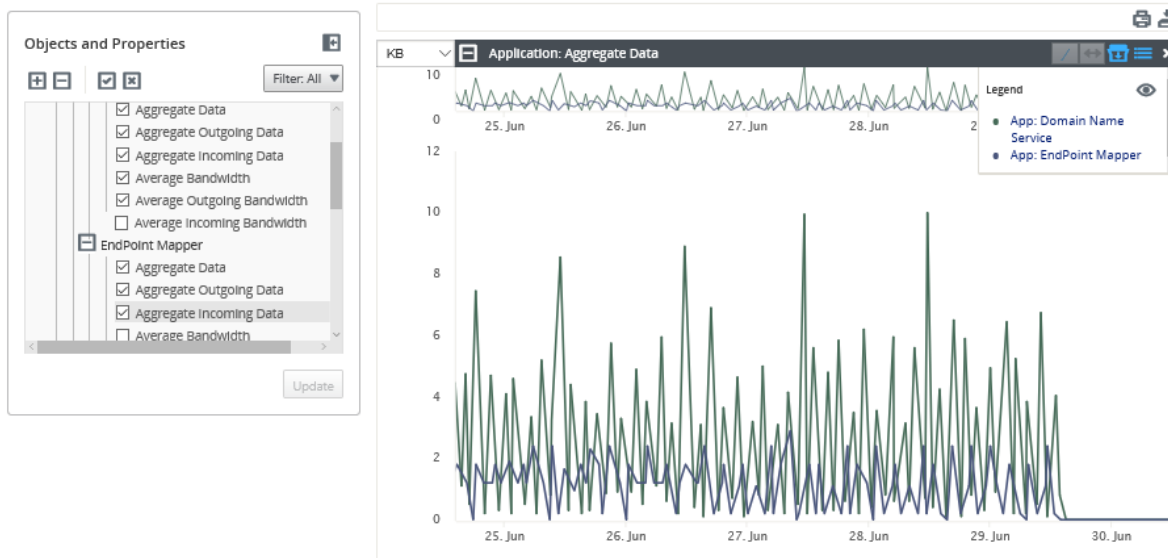 Objects and Properties
Filter: All
Aggregate Data
Aggregate Outgoing Data
Aggregate Incoming Data
Average Bandwidth
Average Outgoing Bandwidth
Average Incoming Bandwidth
EndPoint Mapper
Aggregate Data
Aggregate Outgoing Data
Aggregate Incoming Data
Average Bandwidth
Update
KB
Application: Aggregate Data
10
0
25. Jun
26. Jun
27. Jun
28. Jun
2
Legend
App: Domain Name
Service
App: EndPoint Mapper
12
10
8
6
4
2
0
25. Jun
26. Jun
27. Jun
28. Jun
29. Jun
30. Jun